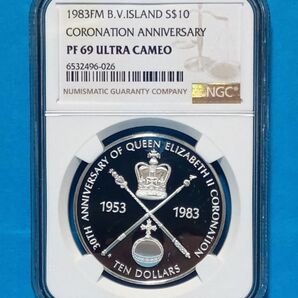 1983FM B.V.ISLAND S$10
CORONATION ANNIVERSARY
PF 69 ULTRA CAMEO
6532496-026
NUMISMATIC GUARANTY COMPANY
NGC
30TH ANNIVERSARY OF QUEEN ELIZABETH II CORONATION
1953
1983
TEN DOLLARS